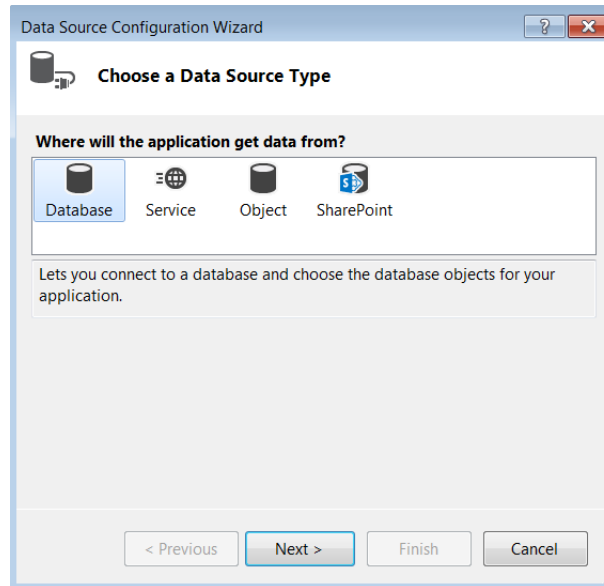 Data Source Configuration Wizard
?
Choose a Data Source Type
Where will the application get data from?
Database Service Object SharePoint
Lets you connect to a database and choose the database objects for your
application.
< Previous Next > Finish Cancel